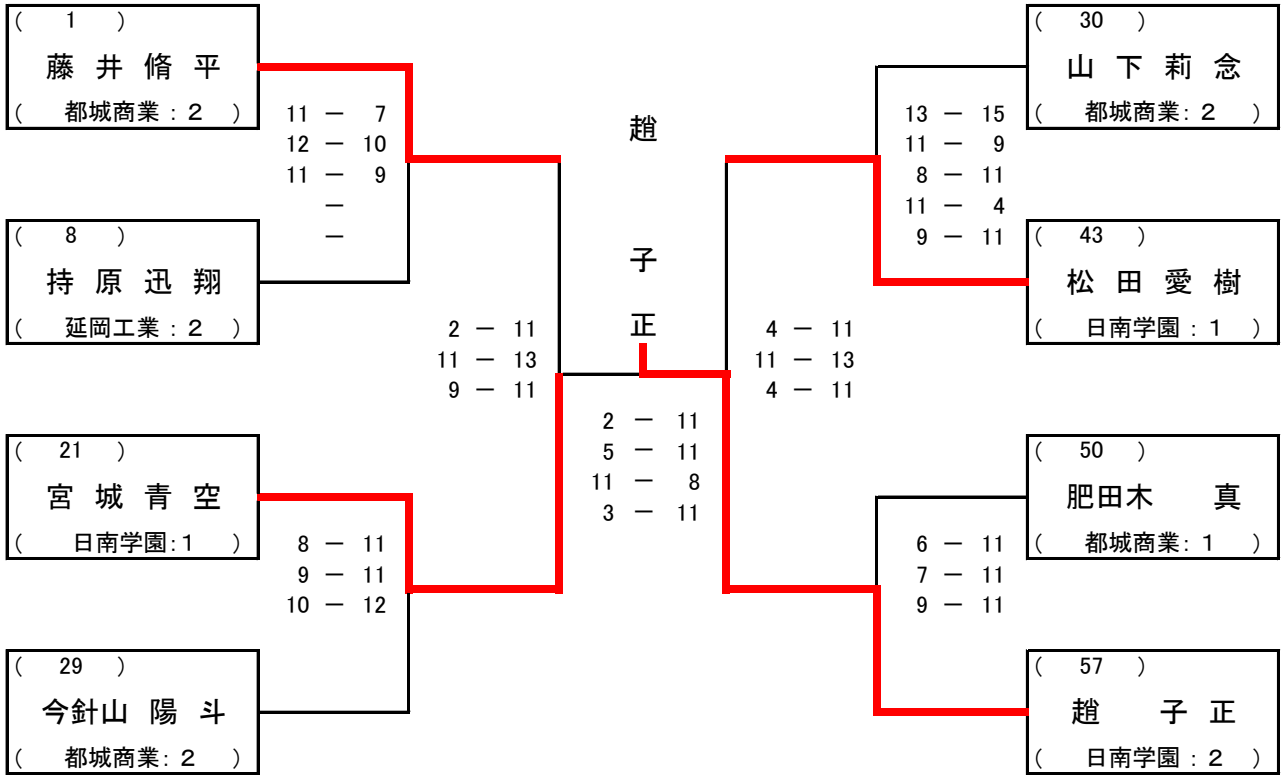 ( 1 )
藤 井 脩 平
( 都城商業 : 2 )
11 － 7
12 － 10
11 － 9
－
－
( 8 )
持 原 迅 翔
( 延岡工業 : 2 )
2 － 11
11 － 13
9 － 11
( 21 )
宮 城 青 空
( 日南学園 : 1 )
8 － 11
9 － 11
10 － 12
( 29 )
今針山 陽 斗
( 都城商業 : 2 )
趙
子
正
2 － 11
5 － 11
11 － 8
3 － 11
( 30 )
山 下 莉 念
( 都城商業 : 2 )
13 － 15
11 － 9
8 － 11
11 － 4
9 － 11
( 43 )
松 田 愛 樹
( 日南学園 : 1 )
4 － 11
11 － 13
4 － 11
( 50 )
肥田木 真
( 都城商業 : 1 )
6 － 11
7 － 11
9 － 11
( 57 )
趙 子 正
( 日南学園 : 2 )